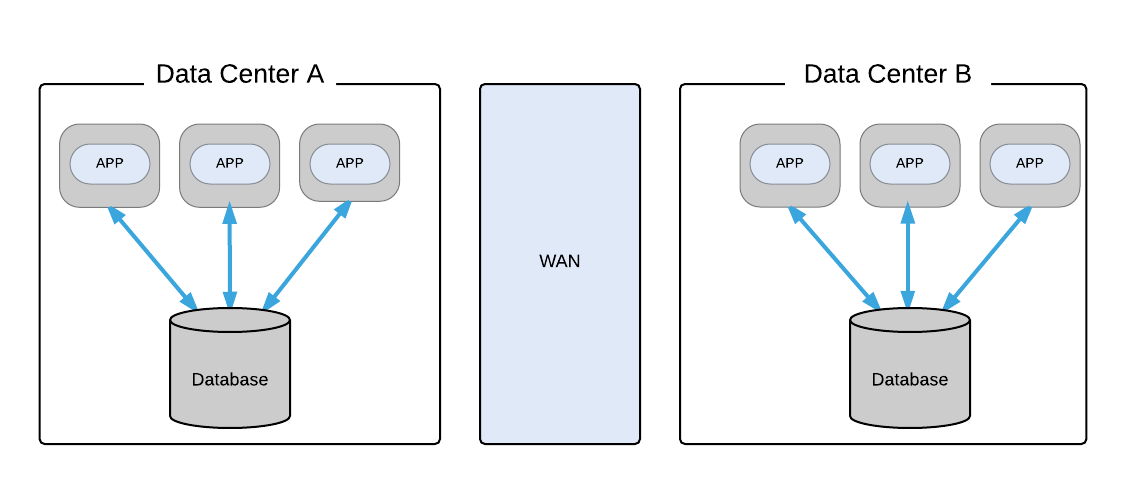 Data Center A
Data Center B
APP
APP
APP
APP
APP
APP
WAN
Database
Database